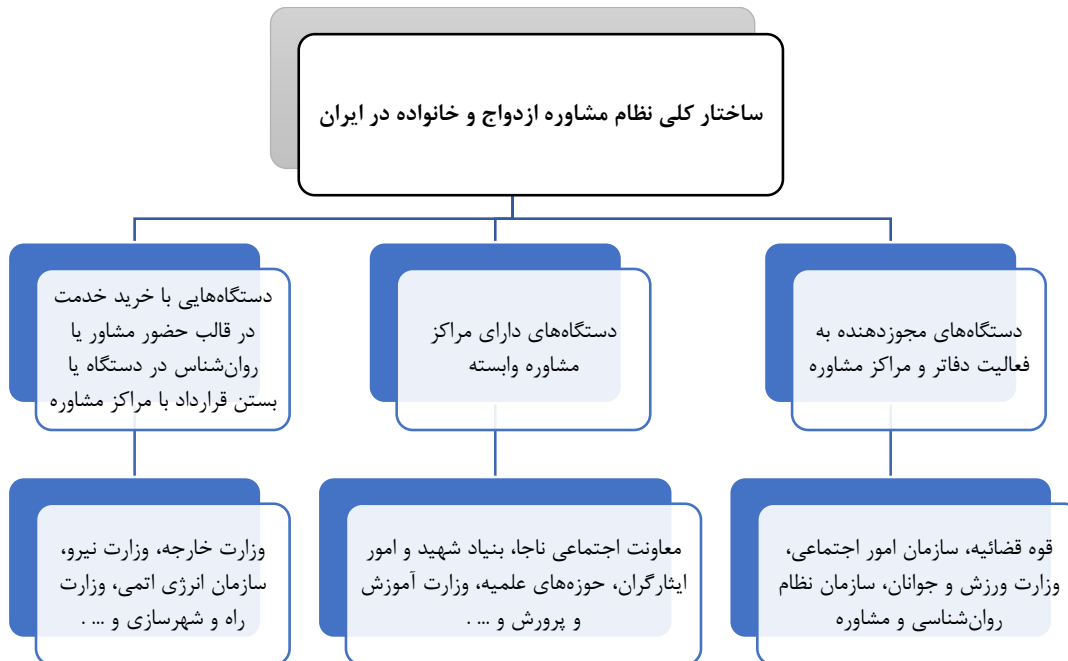 ساختار کلی نظام مشاوره ازدواج و خانواده در ایران
دستگاه‌های مجوزدهنده به
فعالیت دفاتر و مراکز مشاوره
دستگاه‌های دارای مراکز
مشاوره وابسته
دستگاه‌هایی با خرید خدمت
در قالب حضور مشاور یا
روان‌شناس در دستگاه یا
بستن قرارداد با مراکز مشاوره
قوه قضائیه، سازمان امور اجتماعی،
وزارت ورزش و جوانان، سازمان نظام
روان‌شناسی و مشاوره
معاونت اجتماعی ناجا، بنیاد شهید و امور
ایثارگران، حوزه‌های علمیه، وزارت آموزش
و پرورش و ... .
وزارت خارجه، وزارت نیرو،
سازمان انرژی اتمی، وزارت
راه و شهرسازی و ... .